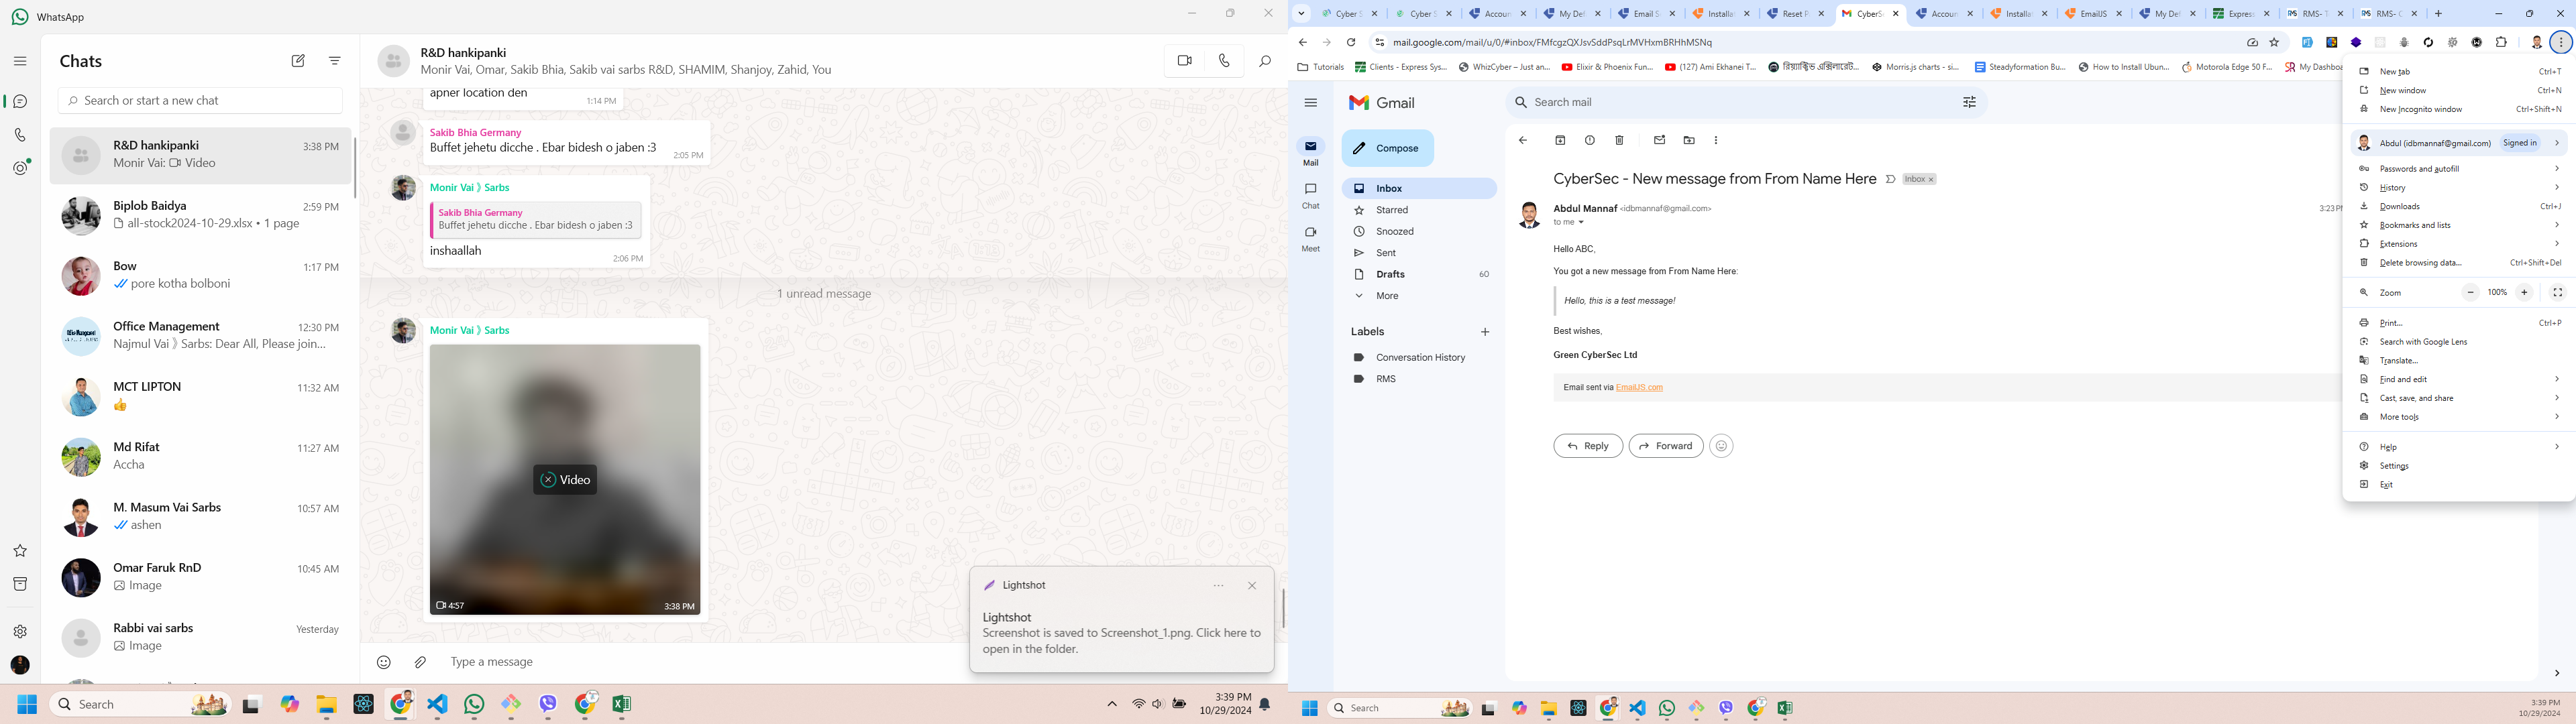 WhatsApp
Chats
Search or start a new chat
R&D hankipanki
3:38 PM
Monir Vai: Video
Biplob Baidya
2:59 PM
all-stock2024-10-29.xlsx • 1 page
Bow
1:17 PM
pore kotha bolboni
Office Management
12:30 PM
Najmul Vai 》 Sarbs: Dear All, Please join...
MCT LIPTON
11:32 AM
👍
Md Rifat
11:27 AM
Accha
M. Masum Vai Sarbs
10:57 AM
ashen
Omar Faruk RnD
10:45 AM
Image
Rabbi vai sarbs
Yesterday
Image
R&D hankipanki
Monir Vai, Omar, Sakib Bhia, Sakib vai sarbs R&D, SHAMIM, Shanjoy, Zahid, You
apner location den
1:14 PM
Sakib Bhia Germany
Buffet jehetu dicche . Ebar bidesh o jaben :3
2:05 PM
Monir Vai 》 Sarbs
Sakib Bhia Germany
Buffet jehetu dicche . Ebar bidesh o jaben :3
inshaallah
2:06 PM
1 unread message
Monir Vai 》 Sarbs
Video
4:57
3:38 PM
Type a message
Lightshot
Lightshot
Screenshot is saved to Screenshot_1.png. Click here to
open in the folder.
Search
3:39 PM
10/29/2024
Cyber S
Cyber S
Accoun
My Def
Email S
Installat
Reset P
CyberSe
Accoun
Installat
EmailJS
My Def
Express
RMS- T
RMS- C
mail.google.com/mail/u/0/#inbox/FMfcgzQXJsvSddPsqLrMVHxmBRHhMSNq
Tutorials
Clients - Express Sys...
WhizCyber – Just an...
Elixir & Phoenix Fun...
(127) Ami Ekhanei T...
রিয়্যাক্টিভ এক্সিলারেট...
Morris.js charts - si...
Steadyformation Bu...
How to Install Ubun...
Motorola Edge 50 F...
My Dashboa
Gmail
Search mail
Mail
Chat
Meet
Compose
Inbox
Starred
Snoozed
Sent
Drafts 60
More
Labels
Conversation History
RMS
CyberSec - New message from From Name Here
Inbox ×
Abdul Mannaf <idbmannaf@gmail.com>
3:23 PM
to me
Hello ABC,
You got a new message from From Name Here:
Hello, this is a test message!
Best wishes,
Green CyberSec Ltd
Email sent via EmailJS.com
Reply
Forward
New tab Ctrl+T
New window Ctrl+N
New Incognito window Ctrl+Shift+N
Abdul (idbmannaf@gmail.com) Signed in
Passwords and autofill
History
Downloads Ctrl+J
Bookmarks and lists
Extensions
Delete browsing data... Ctrl+Shift+Del
Zoom − 100% +
Print... Ctrl+P
Search with Google Lens
Translate...
Find and edit
Cast, save, and share
More tools
Help
Settings
Exit
Search
3:39 PM
10/29/2024